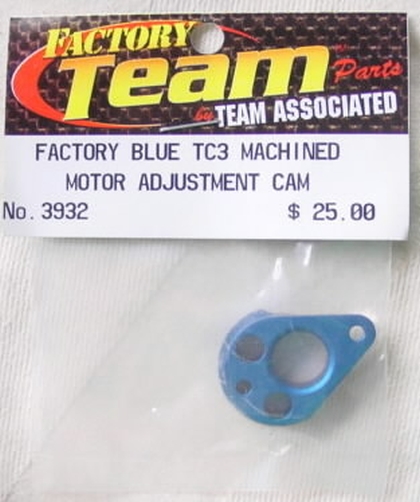 FACTORY
Team Parts
by TEAM ASSOCIATED
FACTORY BLUE TC3 MACHINED
MOTOR ADJUSTMENT CAM
No. 3932 $ 25.00